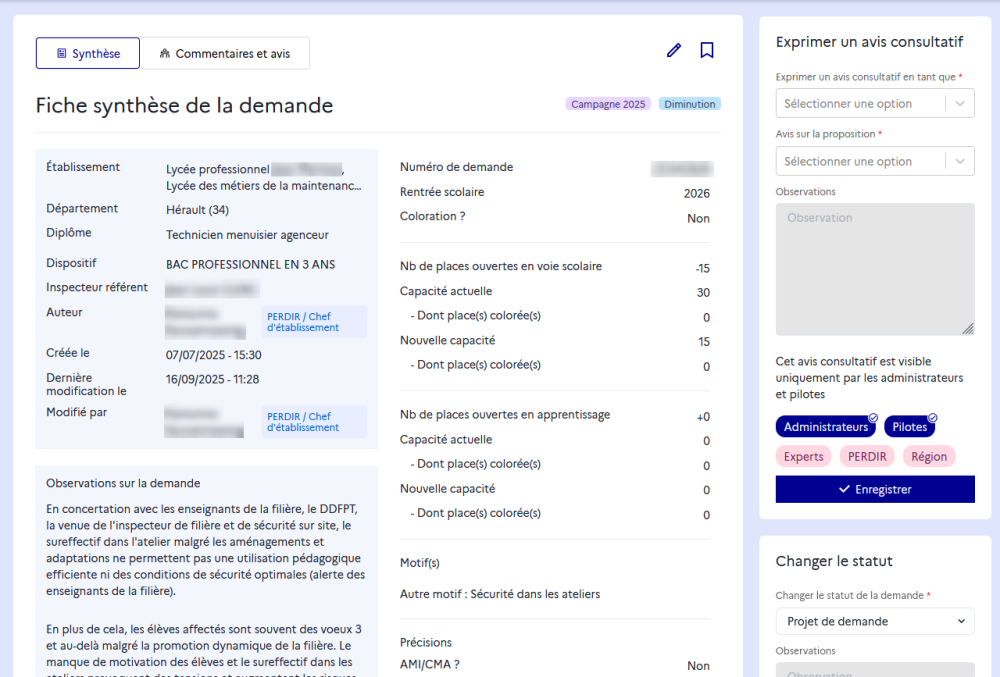 Synthèse
Commentaires et avis
Fiche synthèse de la demande
Campagne 2025
Diminution
Établissement
Lycée professionnel
,
Lycée des métiers de la maintenanc...
Département
Hérault (34)
Diplôme
Technicien menuisier agenceur
Dispositif
BAC PROFESSIONNEL EN 3 ANS
Inspecteur référent
Auteur
PERDIR / Chef
d'établissement
Créée le
07/07/2025 - 15:30
Dernière
modification le
16/09/2025 - 11:28
Modifié par
PERDIR / Chef
d'établissement
Observations sur la demande
En concertation avec les enseignants de la filière, le DDFPT,
la venue de l'inspecteur de filière et de sécurité sur site, le
sureffectif dans l'atelier malgré les aménagements et
adaptations ne permettent pas une utilisation pédagogique
efficiente ni des conditions de sécurité optimales (alerte des
enseignants de la filière).
En plus de cela, les élèves affectés sont souvent des voeux 3
et au-delà malgré la promotion dynamique de la filière. Le
manque de motivation des élèves et le sureffectif dans les
ateliers provoquent des tensions et augmentent les risques
Numéro de demande
Rentrée scolaire
2026
Coloration ?
Non
Nb de places ouvertes en voie scolaire
-15
Capacité actuelle
30
- Dont place(s) colorée(s)
0
Nouvelle capacité
15
- Dont place(s) colorée(s)
0
Nb de places ouvertes en apprentissage
+0
Capacité actuelle
0
- Dont place(s) colorée(s)
0
Nouvelle capacité
0
- Dont place(s) colorée(s)
0
Motif(s)
Autre motif : Sécurité dans les ateliers
Précisions
AMI/CMA ?
Non
Exprimer un avis consultatif
Exprimer un avis consultatif en tant que *
Sélectionner une option
Avis sur la proposition *
Sélectionner une option
Observations
Observation
Cet avis consultatif est visible
uniquement par les administrateurs
et pilotes
Administrateurs
Pilotes
Experts
PERDIR
Région
Enregistrer
Changer le statut
Changer le statut de la demande *
Projet de demande
Observations
Observation